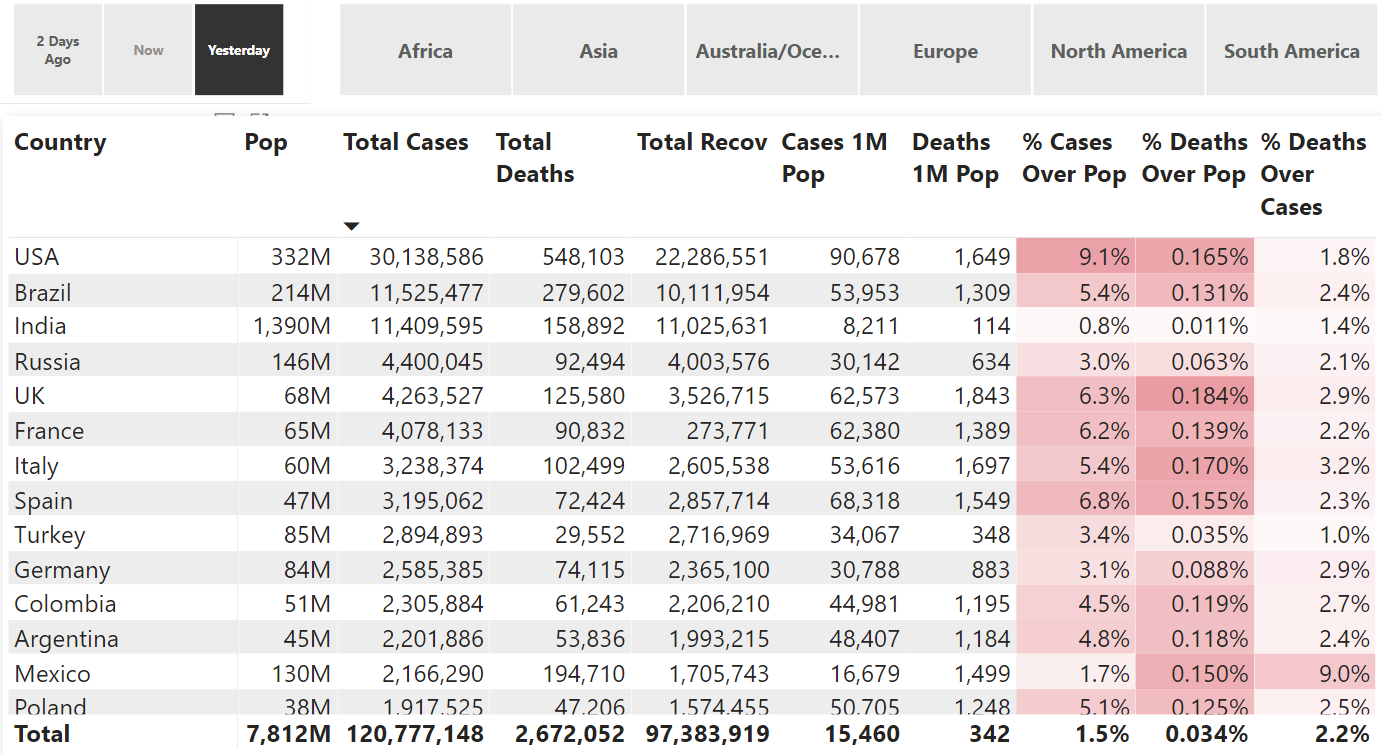 2 Days
Ago
Now
Yesterday
Africa
Asia
Australia/Oce...
Europe
North America
South America
Country Pop Total Cases Total Total Recov Cases 1M Deaths % Cases % Deaths % Deaths
Deaths Pop 1M Pop Over Pop Over Pop Over
Cases
USA 332M 30,138,586 548,103 22,286,551 90,678 1,649 9.1% 0.165% 1.8%
Brazil 214M 11,525,477 279,602 10,111,954 53,953 1,309 5.4% 0.131% 2.4%
India 1,390M 11,409,595 158,892 11,025,631 8,211 114 0.8% 0.011% 1.4%
Russia 146M 4,400,045 92,494 4,003,576 30,142 634 3.0% 0.063% 2.1%
UK 68M 4,263,527 125,580 3,526,715 62,573 1,843 6.3% 0.184% 2.9%
France 65M 4,078,133 90,832 273,771 62,380 1,389 6.2% 0.139% 2.2%
Italy 60M 3,238,374 102,499 2,605,538 53,616 1,697 5.4% 0.170% 3.2%
Spain 47M 3,195,062 72,424 2,857,714 68,318 1,549 6.8% 0.155% 2.3%
Turkey 85M 2,894,893 29,552 2,716,969 34,067 348 3.4% 0.035% 1.0%
Germany 84M 2,585,385 74,115 2,365,100 30,788 883 3.1% 0.088% 2.9%
Colombia 51M 2,305,884 61,243 2,206,210 44,981 1,195 4.5% 0.119% 2.7%
Argentina 45M 2,201,886 53,836 1,993,215 48,407 1,184 4.8% 0.118% 2.4%
Mexico 130M 2,166,290 194,710 1,705,743 16,679 1,499 1.7% 0.150% 9.0%
Poland 38M 1,917,525 47,206 1,574,455 50,705 1,248 5.1% 0.125% 2.5%
Total 7,812M 120,777,148 2,672,052 97,383,919 15,460 342 1.5% 0.034% 2.2%